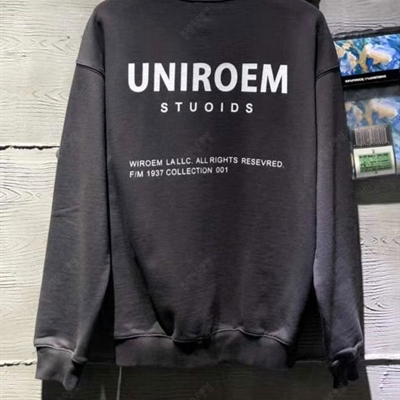 UNIROEM
STUOIDS
WIROEM LA LLC. ALL RIGHTS RESEVRED.
F/M 1937 COLLECTION 001